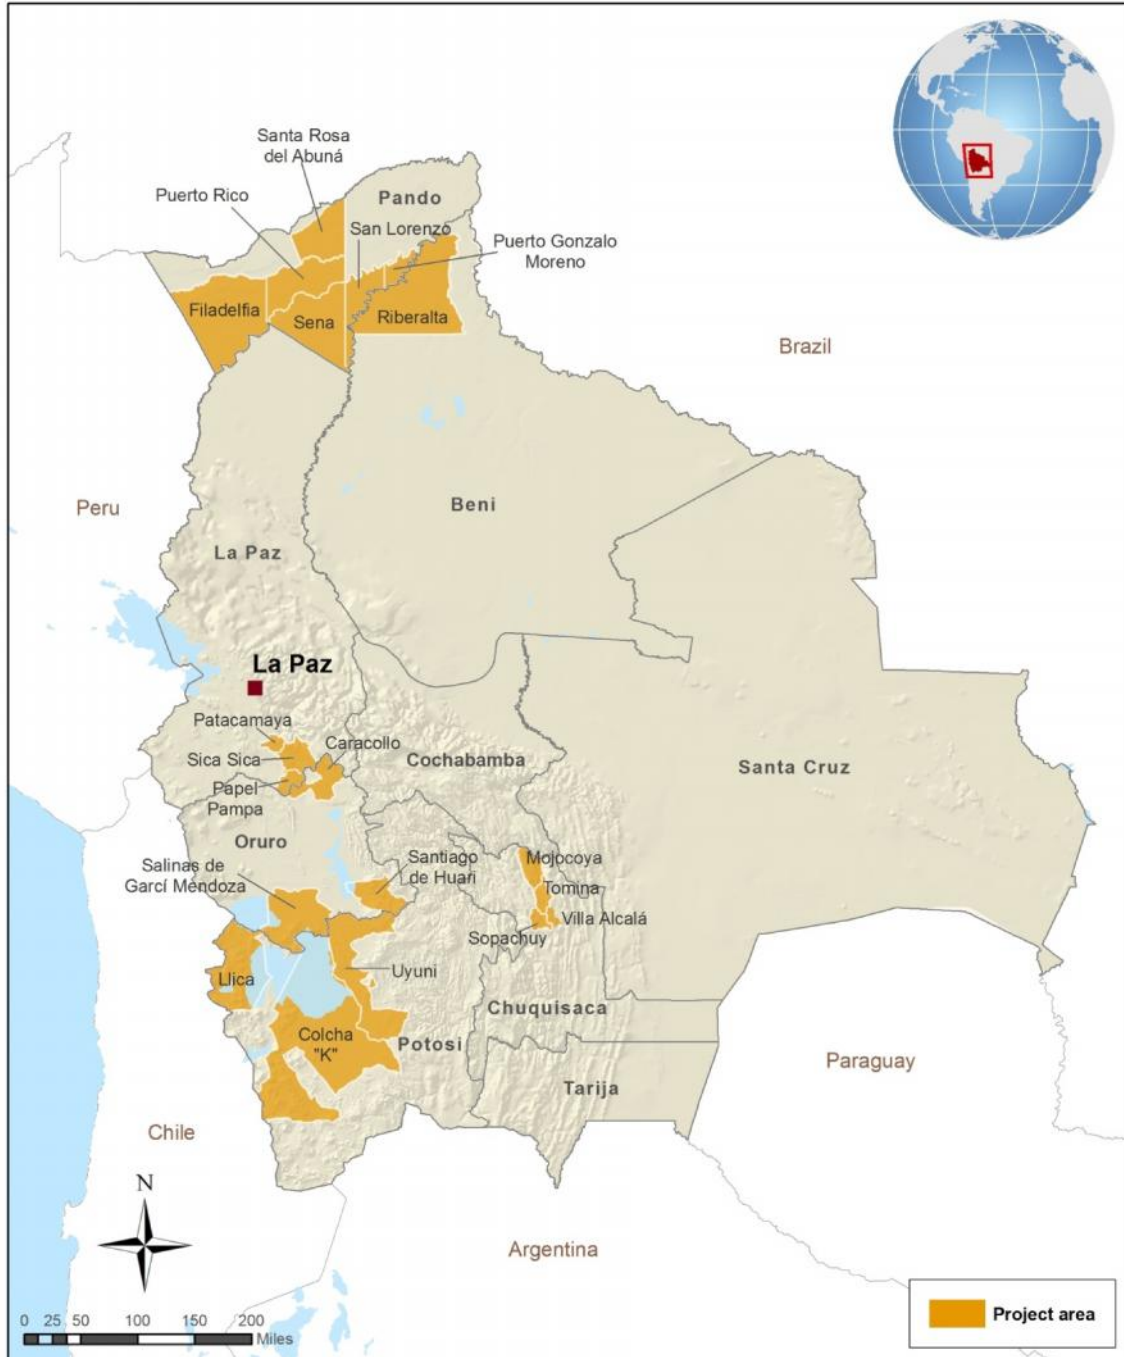 Santa Rosa
del Abuná
Puerto Rico
Pando
San Lorenzo
Puerto Gonzalo
Moreno
Filadelfia
Sena
Riberalta
Brazil
Peru
Beni
La Paz
La Paz
Patacamaya
Sica Sica
Caracollo
Papel
Pampa
Cochabamba
Santa Cruz
Oruro
Salinas de
Garcí Méndoza
Santiago
de Huari
Mojocoya
Tomina
Villa Alcalá
Sopachuy
Llica
Uyuni
Colcha
"K"
Potosi
Chuquisaca
Tarija
Paraguay
Chile
N
Argentina
0 25 50 100 150 200
Miles
Project area